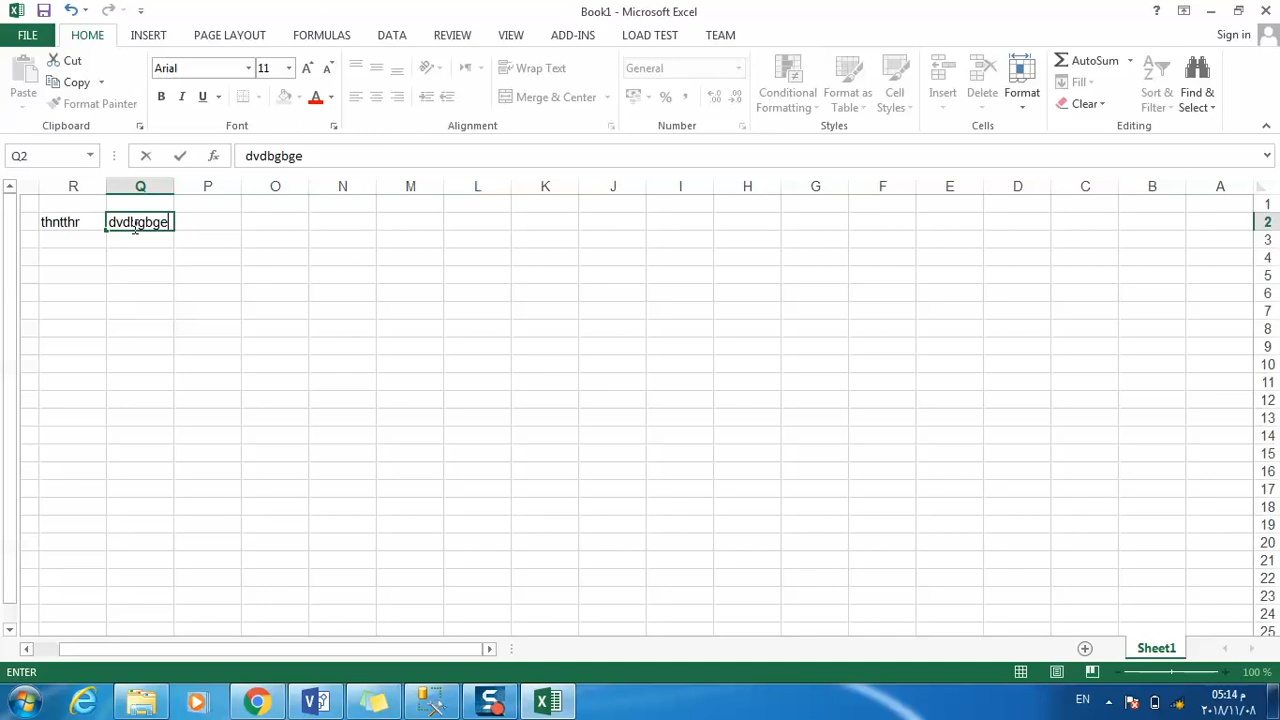 Book1 - Microsoft Excel
?
FILE HOME INSERT PAGE LAYOUT FORMULAS DATA REVIEW VIEW ADD-INS LOAD TEST TEAM Sign in
Paste
Cut
Copy
Format Painter
Clipboard
Arial 11
B I U
Font
Wrap Text
Merge & Center
Alignment
General
%
Number
Conditional Formatting
Format as Table
Cell Styles
Styles
Insert
Delete
Format
Cells
AutoSum
Fill
Clear
Sort & Filter
Find & Select
Editing
Q2 fx dvdbgbge
R Q P O N M L K J I H G F E D C B A
1
thntthr dvdbgbge 2
3
4
5
6
7
8
9
10
11
12
13
14
15
16
17
18
19
20
21
22
23
24
25
Sheet1
ENTER 100 %
EN 05:14 م
٢٠١٨/١١/٠٨